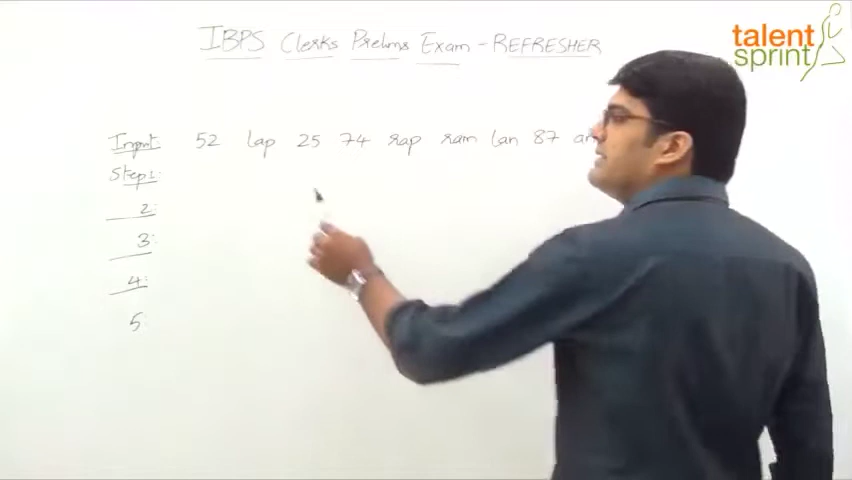 IBPS Clerks Prelims Exam - REFRESHER
talent
sprint
Input 52 lap 25 74 rap ram lan 87
Step1:
2:
3:
4:
5: